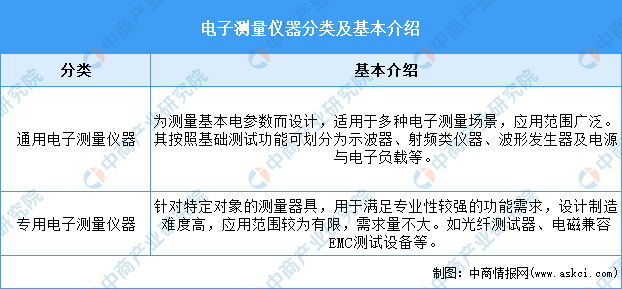 电子测量仪器分类及基本介绍
分类
基本介绍
通用电子测量仪器
为测量基本电参数而设计，适用于多种电子测量场景，应用范围广泛。
其按照基础测试功能可划分为示波器、射频类仪器、波形发生器及电源
与电子负载等。
专用电子测量仪器
针对特定对象的测量器具，用于满足专业性较强的功能需求，设计制造
难度高，应用范围较为有限，需求量不大。如光纤测试器、电磁兼容
EMC测试设备等。
制图：中商情报网(www.askci.com)
中商产业研究院